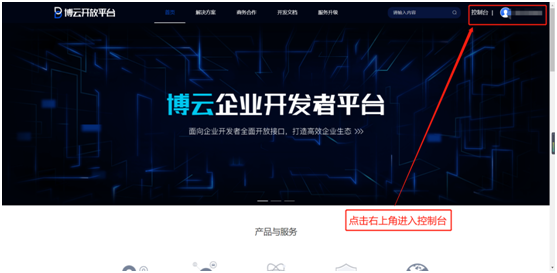 博云开放平台
首页 解决方案 商务合作 开发文档 服务升级 请输入内容 控制台 |
博云企业开发者平台
面向企业开发者全面开放接口，打造高效企业生态 >>>
点击右上角进入控制台
产品与服务